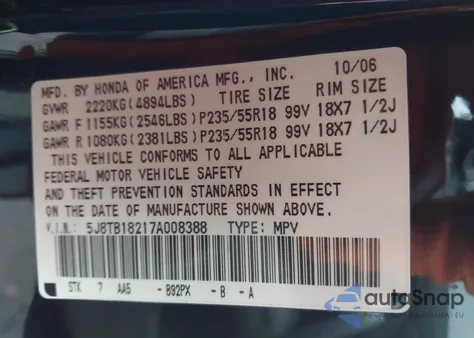 MFD. BY HONDA OF AMERICA MFG., INC. 10/06
GVWR 2220KG(4894LBS) TIRE SIZE RIM SIZE
GAWR F 1155KG(2546LBS) P235/55R18 99V 18X7 1/2J
GAWR R 1080KG(2381LBS) P235/55R18 99V 18X7 1/2J
THIS VEHICLE CONFORMS TO ALL APPLICABLE
FEDERAL MOTOR VEHICLE SAFETY
AND THEFT PREVENTION STANDARDS IN EFFECT
ON THE DATE OF MANUFACTURE SHOWN ABOVE.
V.I.N.: 5J8TB18217A008388 TYPE: MPV
STK 7 AA5 - B92PX - B - A
autoSnap